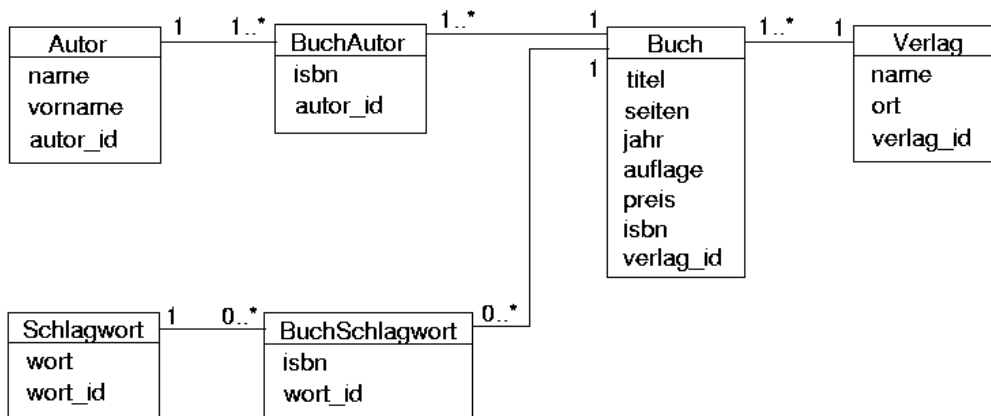 Autor
name
vorname
autor_id
1
1..*
BuchAutor
isbn
autor_id
1..*
1
1
Buch
titel
seiten
jahr
auflage
preis
isbn
verlag_id
1..*
1
Verlag
name
ort
verlag_id
Schlagwort
wort
wort_id
1
0..*
BuchSchlagwort
isbn
wort_id
0..*